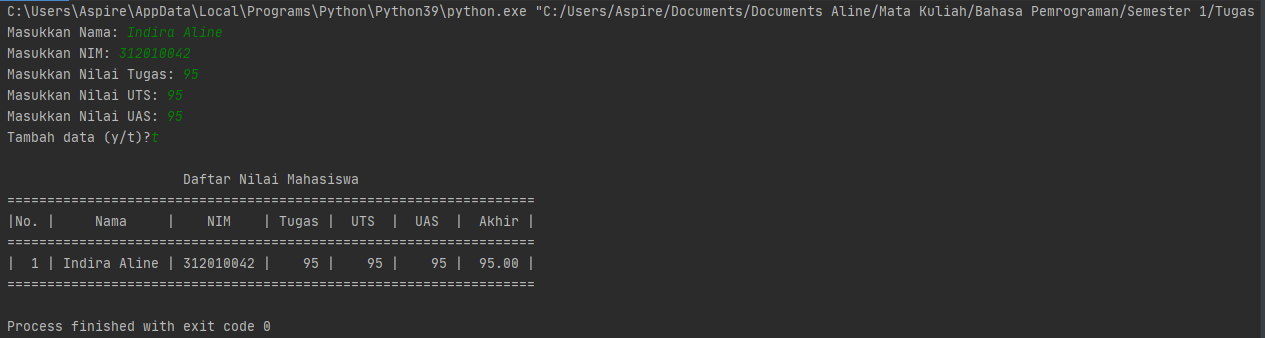 C:\Users\Aspire\AppData\Local\Programs\Python\Python39\python.exe "C:/Users/Aspire/Documents/Documents Aline/Mata Kuliah/Bahasa Pemrograman/Semester 1/Tugas
Masukkan Nama: Indira Aline
Masukkan NIM: 312010042
Masukkan Nilai Tugas: 95
Masukkan Nilai UTS: 95
Masukkan Nilai UAS: 95
Tambah data (y/t)?t
                      Daftar Nilai Mahasiswa
==================================================================
|No. |     Nama     |    NIM    | Tugas |  UTS  |  UAS  |  Akhir |
==================================================================
|  1 | Indira Aline | 312010042 |    95 |    95 |    95 |  95.00 |
==================================================================
Process finished with exit code 0